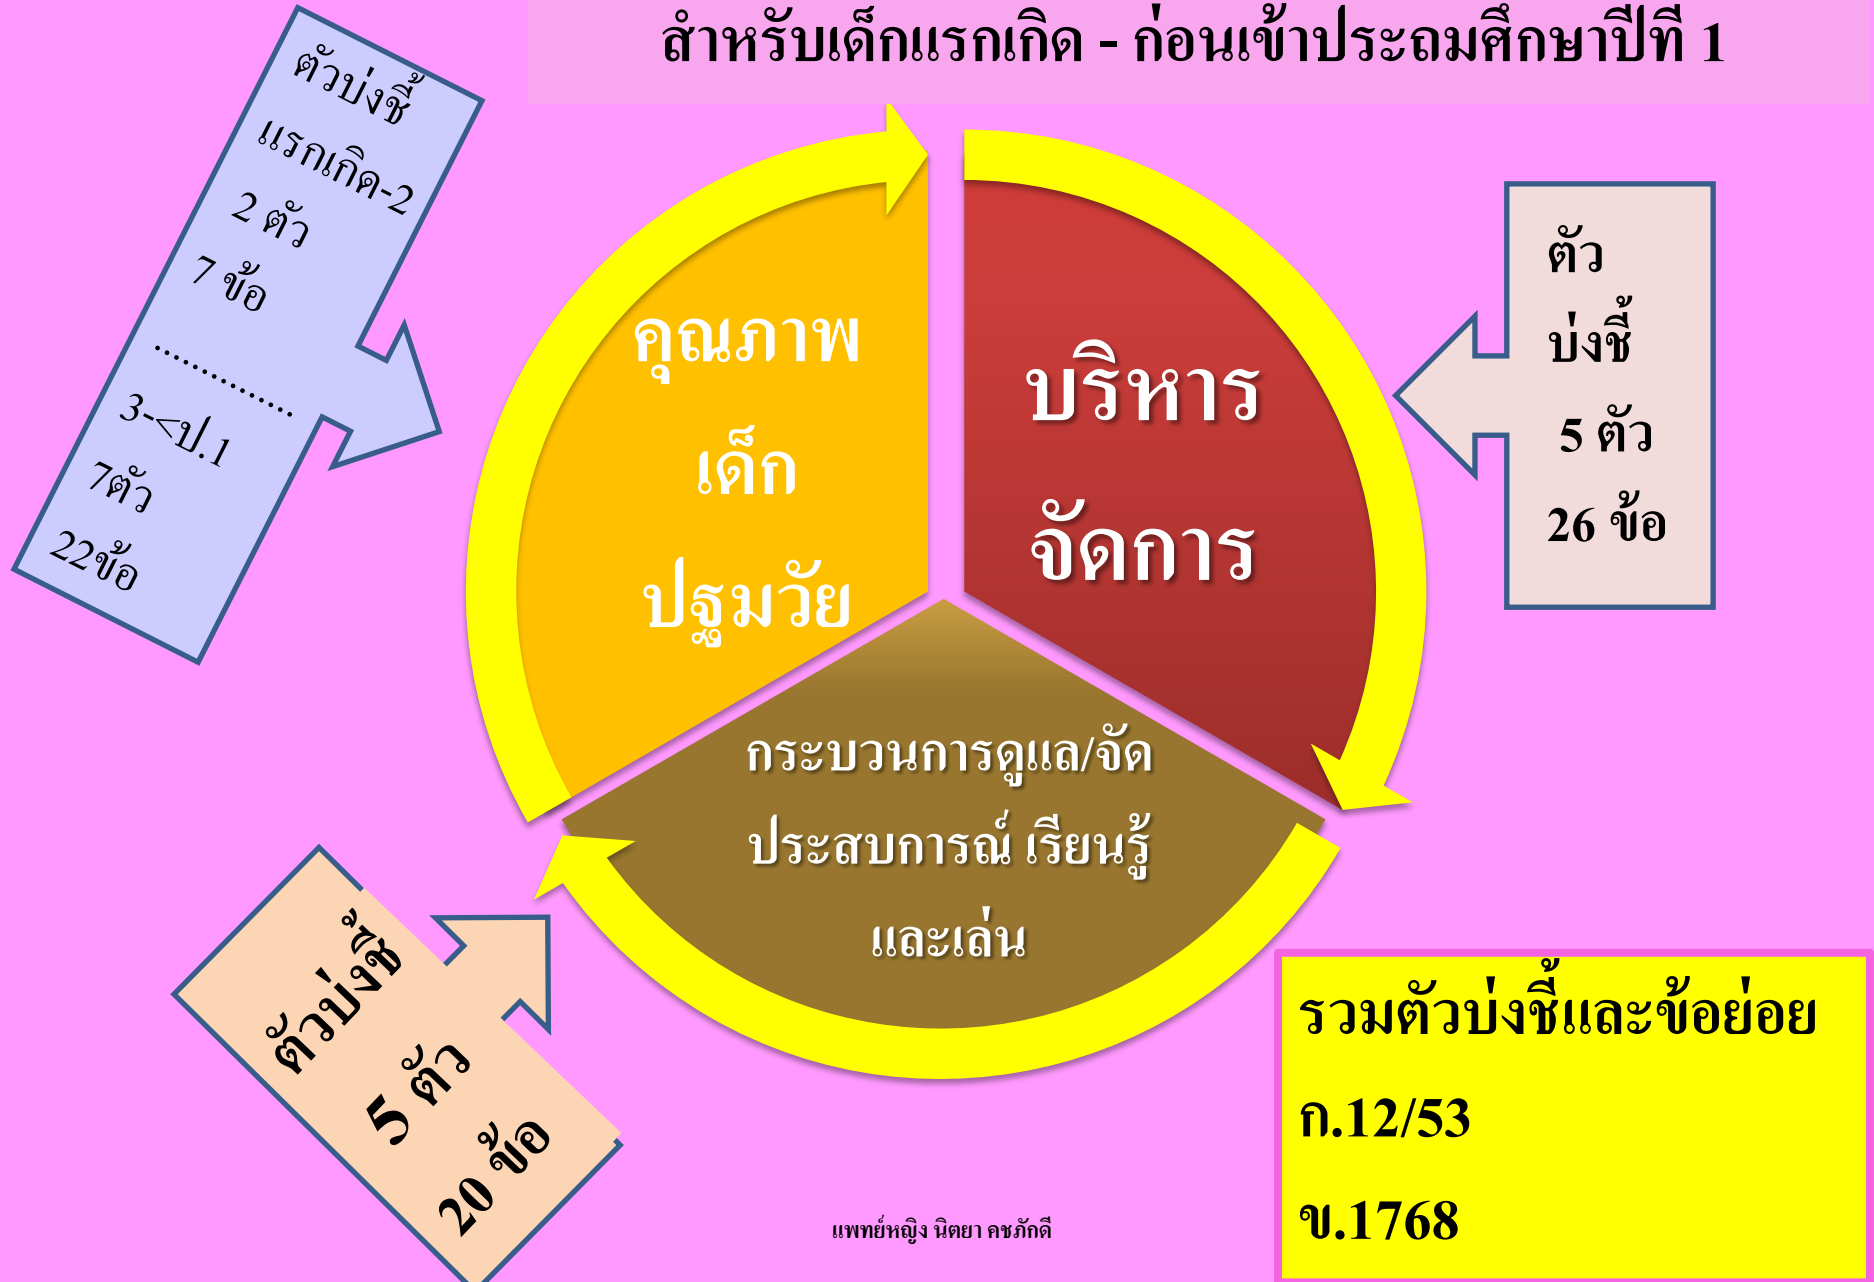 สำหรับเด็กแรกเกิด - ก่อนเข้าประถมศึกษาปีที่ 1
ตัวบ่งชี้
แรกเกิด-2
2 ตัว
7 ข้อ
.............
3-<ป.1
7ตัว
22ข้อ
คุณภาพ
เด็ก
ปฐมวัย
บริหาร
จัดการ
ตัว
บ่งชี้
5 ตัว
26 ข้อ
กระบวนการดูแล/จัด
ประสบการณ์ เรียนรู้
และเล่น
ตัวบ่งชี้
5 ตัว
20 ข้อ
รวมตัวบ่งชี้และข้อย่อย
ก.12/53
ข.1768
แพทย์หญิง นิตยา คชภักดี